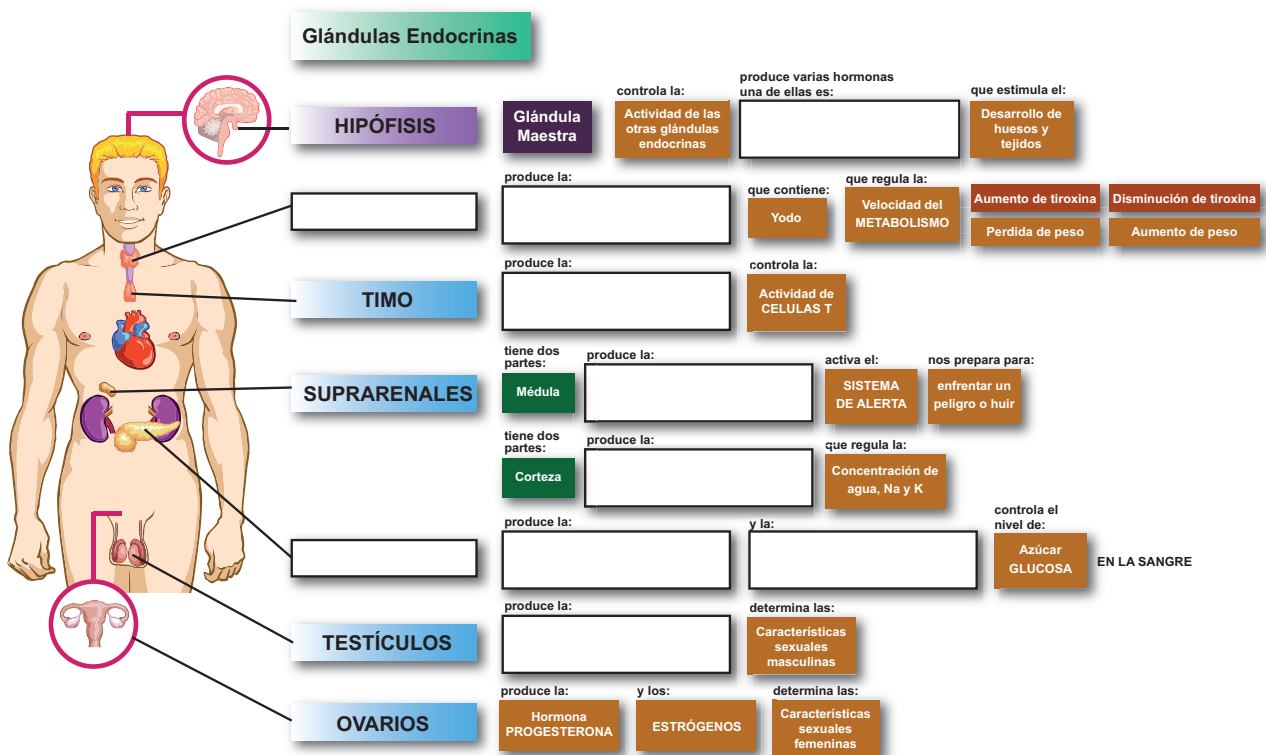 Glándulas Endocrinas
HIPÓFISIS
Glándula
Maestra
controla la:
Actividad de las
otras glándulas
endocrinas
produce varias hormonas
una de ellas es:
que estimula el:
Desarrollo de
huesos y
tejidos
produce la:
que contiene:
Yodo
que regula la:
Velocidad del
METABOLISMO
Aumento de tiroxina
Disminución de tiroxina
Perdida de peso
Aumento de peso
TIMO
produce la:
controla la:
Actividad de
CELULAS T
SUPRARENALES
tiene dos
partes:
Médula
produce la:
activa el:
SISTEMA
DE ALERTA
nos prepara para:
enfrentar un
peligro o huir
tiene dos
partes:
Corteza
produce la:
que regula la:
Concentración de
agua, Na y K
produce la:
y la:
controla el
nivel de:
Azúcar
GLUCOSA
EN LA SANGRE
TESTÍCULOS
produce la:
determina las:
Características
sexuales
masculinas
OVARIOS
produce la:
Hormona
PROGESTERONA
y los:
ESTRÓGENOS
determina las:
Características
sexuales
femeninas